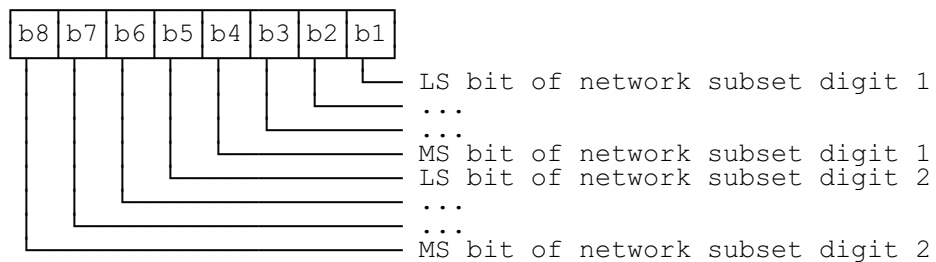 b8 b7 b6 b5 b4 b3 b2 b1
LS bit of network subset digit 1
...
...
MS bit of network subset digit 1
LS bit of network subset digit 2
...
...
MS bit of network subset digit 2